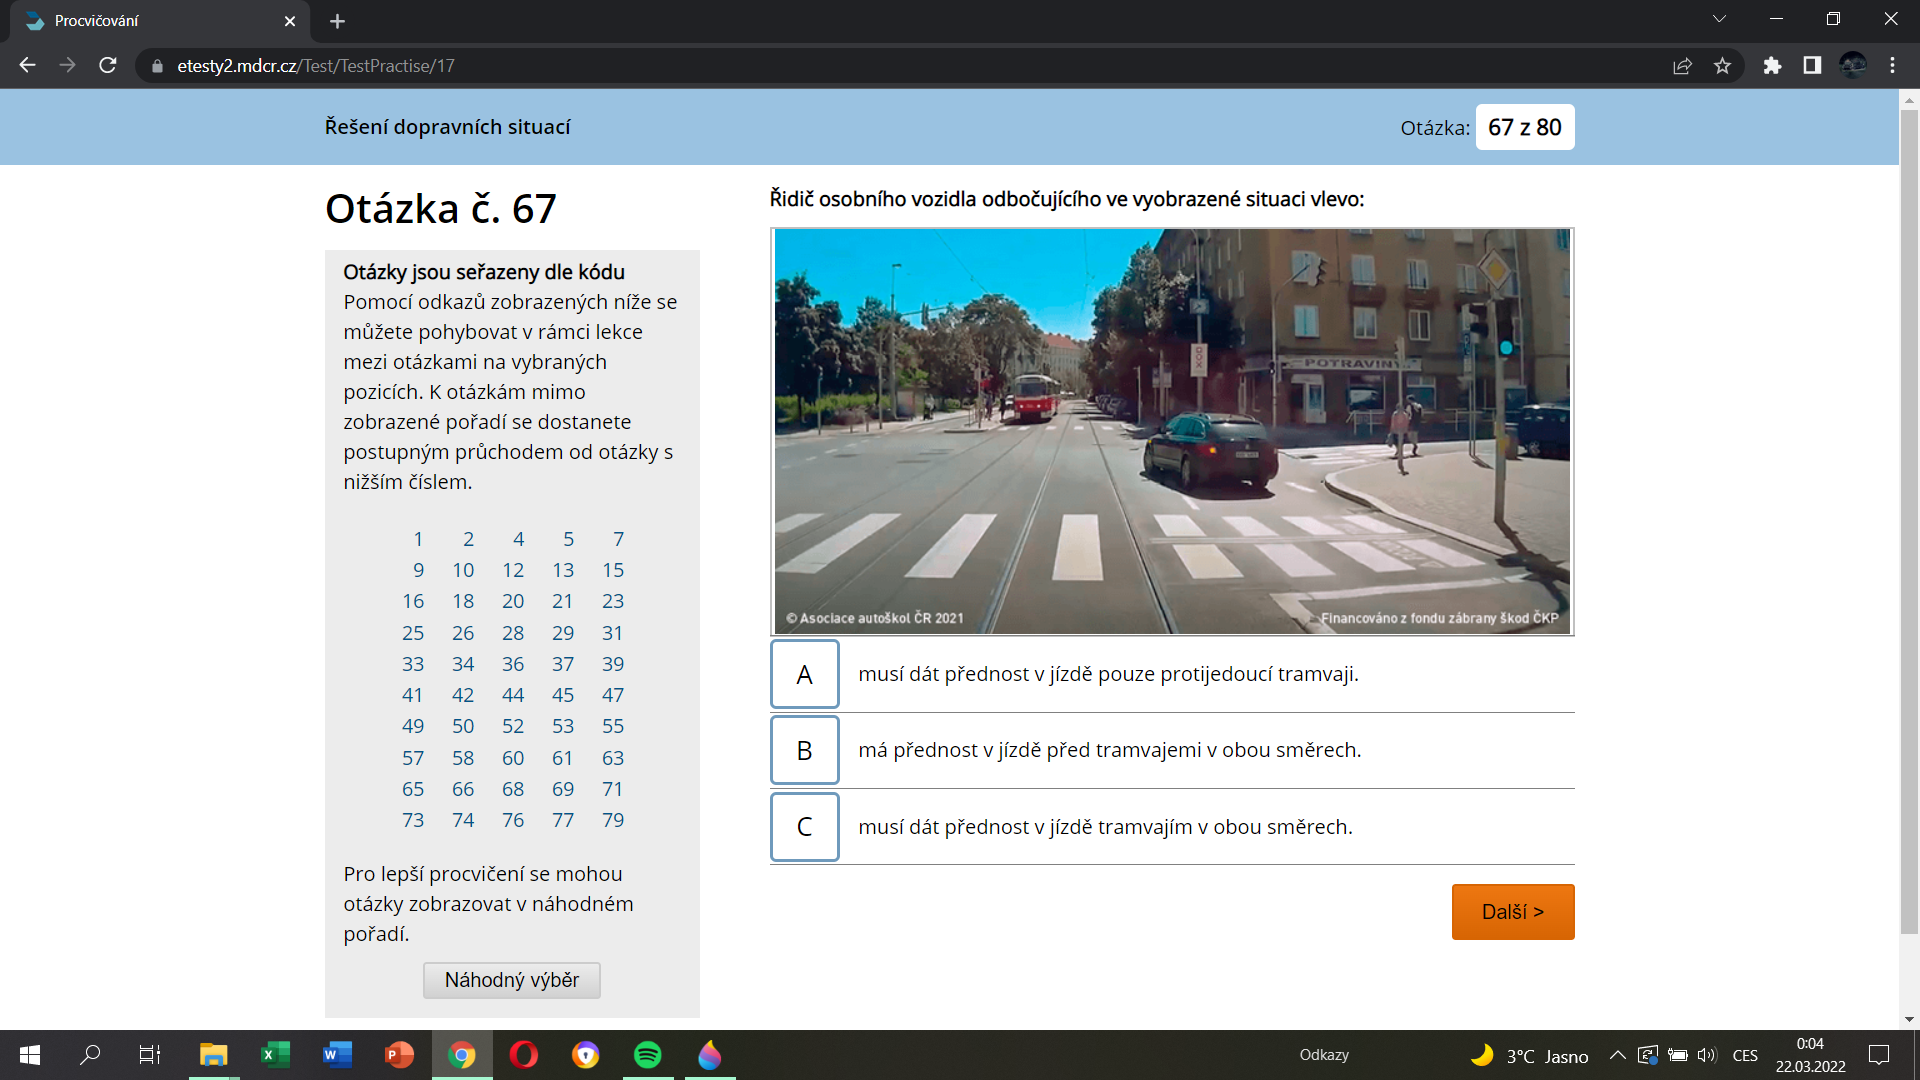 Procvičování
etesty2.mdcr.cz/Test/TestPractise/17
Řešení dopravních situací
Otázka: 67 z 80
Otázka č. 67
Otázky jsou seřazeny dle kódu
Pomocí odkazů zobrazených níže se
můžete pohybovat v rámci lekce
mezi otázkami na vybraných
pozicích. K otázkám mimo
zobrazené pořadí se dostanete
postupným průchodem od otázky s
nižším číslem.
1 2 4 5 7
9 10 12 13 15
16 18 20 21 23
25 26 28 29 31
33 34 36 37 39
41 42 44 45 47
49 50 52 53 55
57 58 60 61 63
65 66 68 69 71
73 74 76 77 79
Pro lepší procvičení se mohou
otázky zobrazovat v náhodném
pořadí.
Náhodný výběr
Řidič osobního vozidla odbočujícího ve vyobrazené situaci vlevo:
POTRAVINY
© Asociace autoškol ČR 2021
Financováno z fondu zábrany škod ČKP
A musí dát přednost v jízdě pouze protijedoucí tramvaji.
B má přednost v jízdě před tramvajemi v obou směrech.
C musí dát přednost v jízdě tramvajím v obou směrech.
Další >
Odkazy
3°C Jasno
CES
0:04
22.03.2022